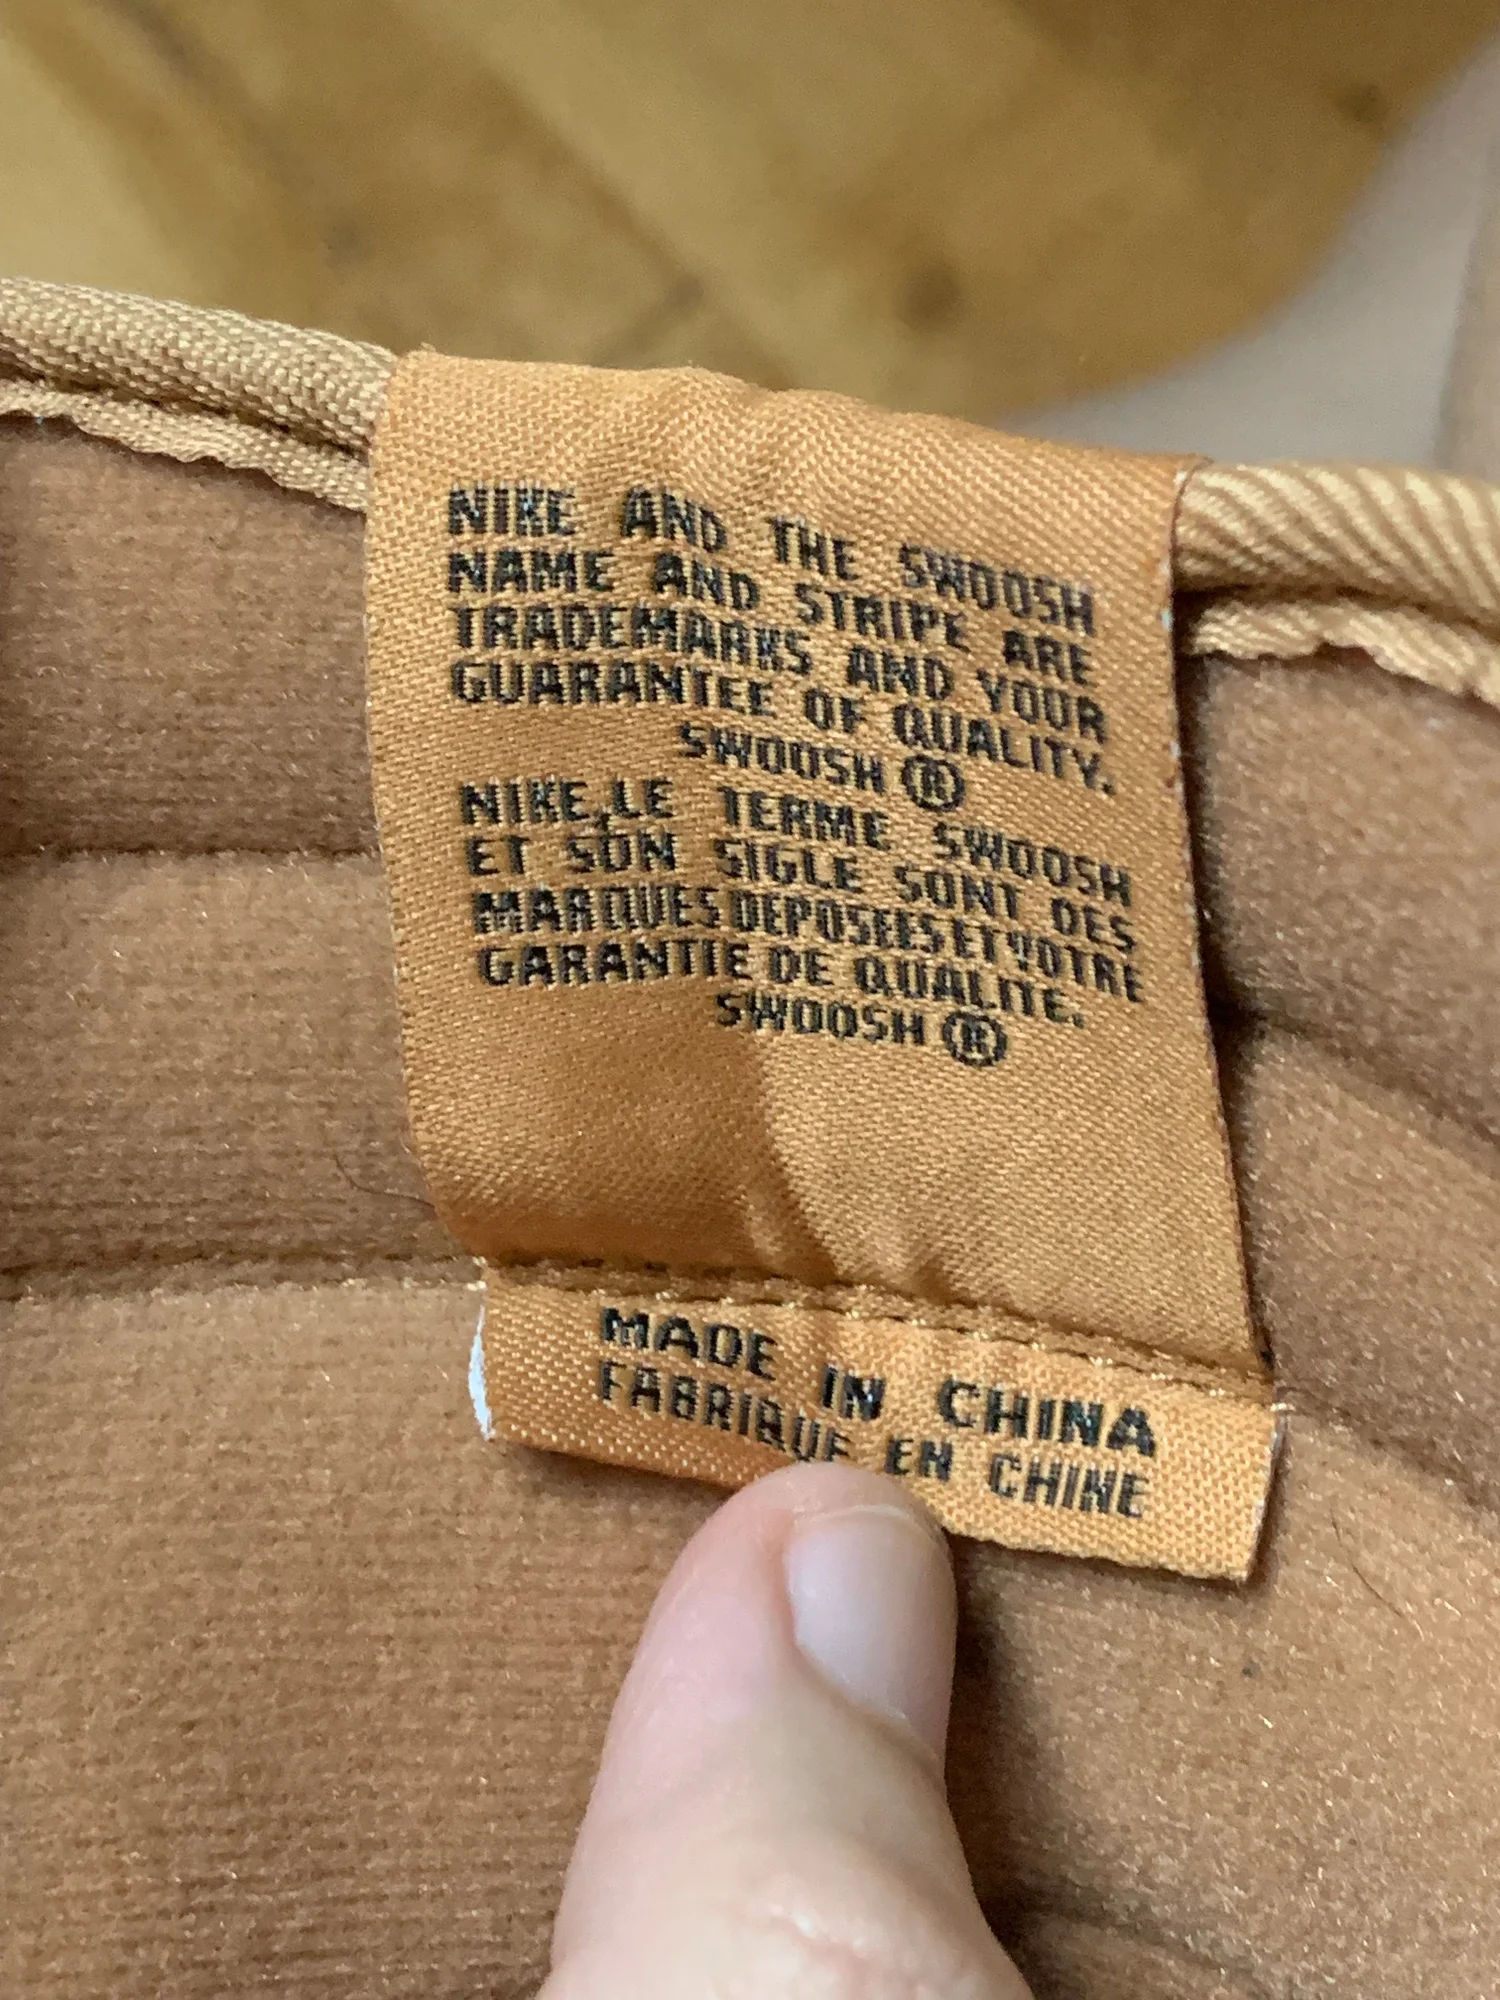 NIKE AND THE SWOOSH
NAME AND STRIPE ARE
TRADEMARKS AND YOUR
GUARANTEE OF QUALITY.
SWOOSH ®
NIKE,LE TERME SWOOSH
ET SON SIGLE SONT DES
MARQUES DEPOSEES ET VOTRE
GARANTIE DE QUALITE.
SWOOSH ®
MADE IN CHINA
FABRIQUE EN CHINE